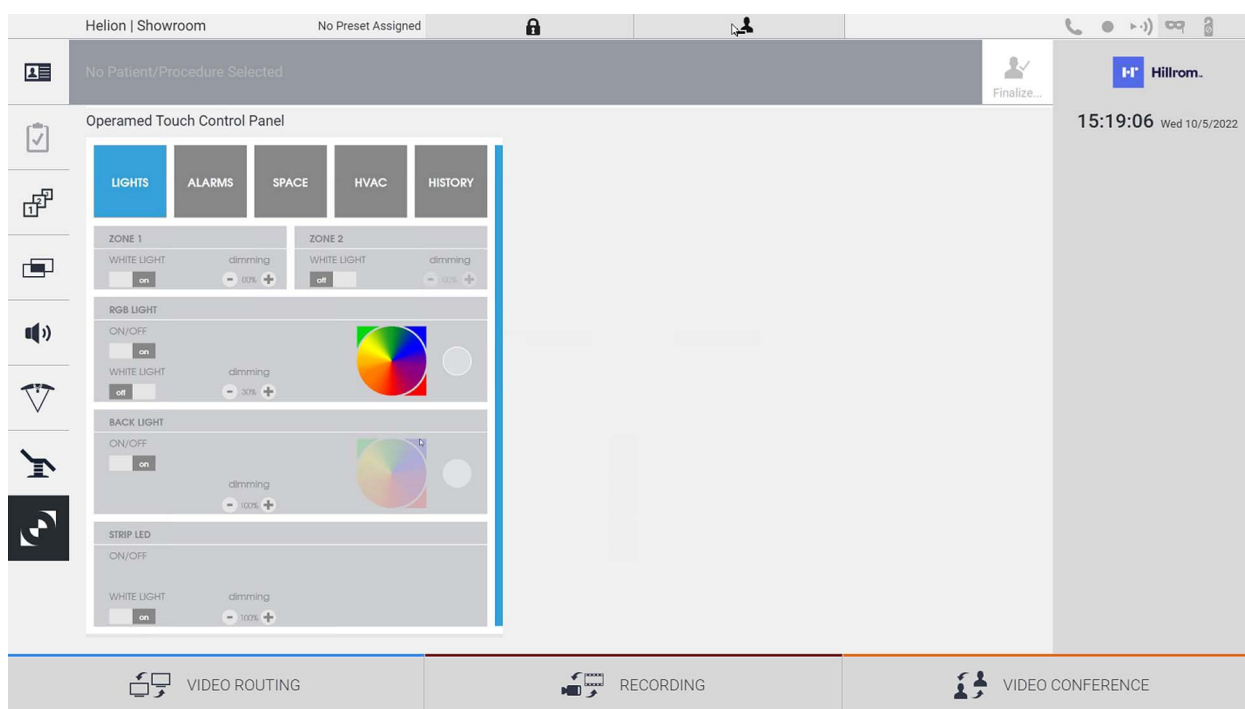 Helion | Showroom
No Preset Assigned
No Patient/Procedure Selected
Finalize...
Hillrom™
15:19:06 Wed 10/5/2022
Operamed Touch Control Panel
LIGHTS
ALARMS
SPACE
HVAC
HISTORY
ZONE 1
WHITE LIGHT
dimming
on
ZONE 2
WHITE LIGHT
dimming
off
RGB LIGHT
ON/OFF
on
WHITE LIGHT
dimming
off
30%
BACK LIGHT
ON/OFF
on
dimming
100%
STRIP LED
ON/OFF
WHITE LIGHT
dimming
on
100%
VIDEO ROUTING
RECORDING
VIDEO CONFERENCE